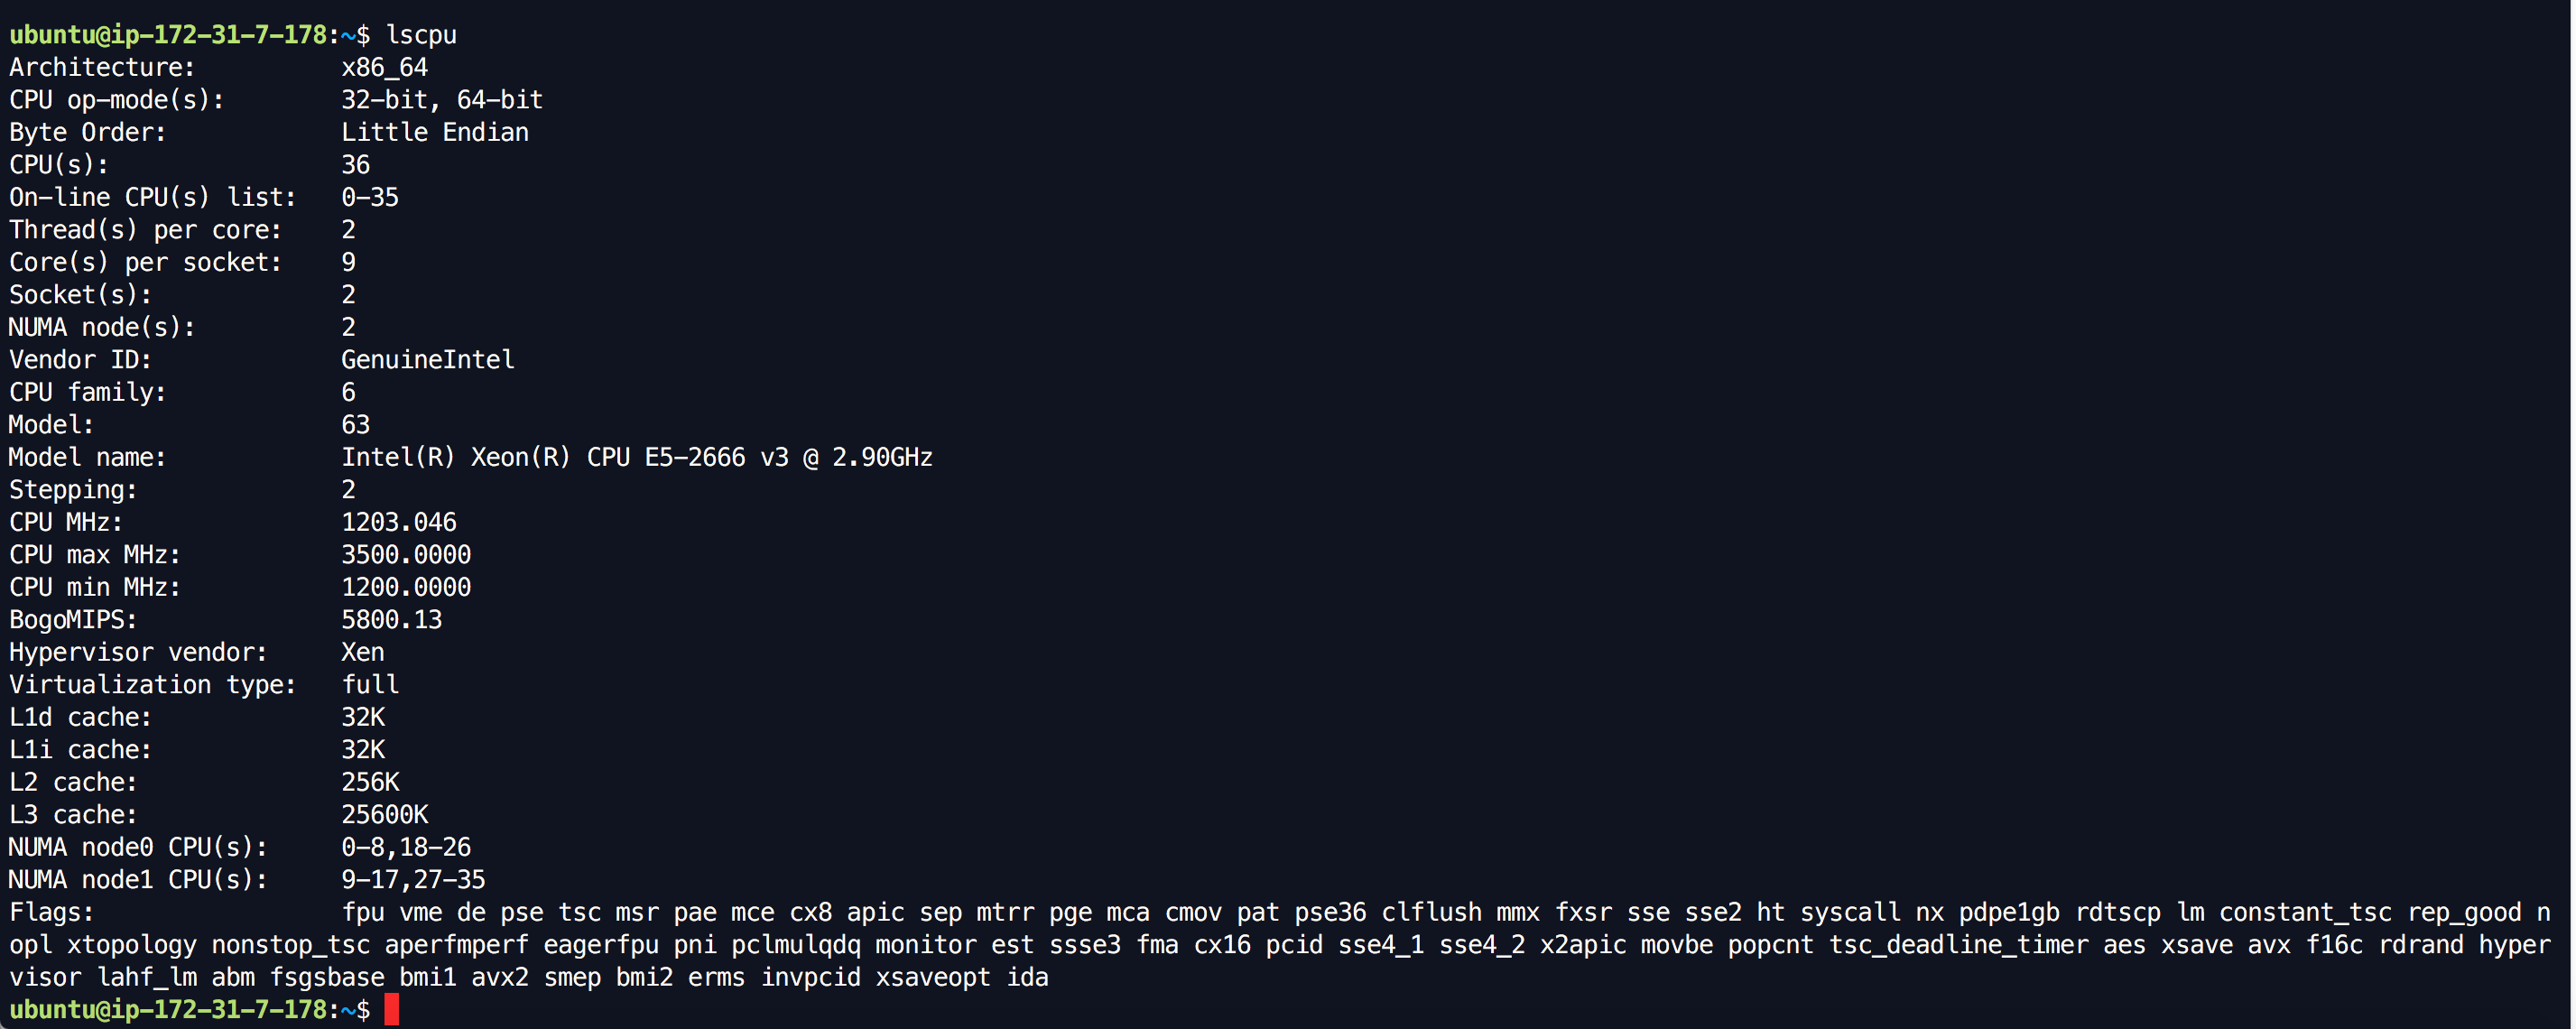 ubuntu@ip-172-31-7-178:~$ lscpu
Architecture:          x86_64
CPU op-mode(s):        32-bit, 64-bit
Byte Order:            Little Endian
CPU(s):                36
On-line CPU(s) list:   0-35
Thread(s) per core:    2
Core(s) per socket:    9
Socket(s):             2
NUMA node(s):          2
Vendor ID:             GenuineIntel
CPU family:            6
Model:                 63
Model name:            Intel(R) Xeon(R) CPU E5-2666 v3 @ 2.90GHz
Stepping:              2
CPU MHz:               1203.046
CPU max MHz:           3500.0000
CPU min MHz:           1200.0000
BogoMIPS:              5800.13
Hypervisor vendor:     Xen
Virtualization type:   full
L1d cache:             32K
L1i cache:             32K
L2 cache:              256K
L3 cache:              25600K
NUMA node0 CPU(s):     0-8,18-26
NUMA node1 CPU(s):     9-17,27-35
Flags:                 fpu vme de pse tsc msr pae mce cx8 apic sep mtrr pge mca cmov pat pse36 clflush mmx fxsr sse sse2 ht syscall nx pdpe1gb rdtscp lm constant_tsc rep_good n
opl xtopology nonstop_tsc aperfmperf eagerfpu pni pclmulqdq monitor est ssse3 fma cx16 pcid sse4_1 sse4_2 x2apic movbe popcnt tsc_deadline_timer aes xsave avx f16c rdrand hyper
visor lahf_lm abm fsgsbase bmi1 avx2 smep bmi2 erms invpcid xsaveopt ida
ubuntu@ip-172-31-7-178:~$